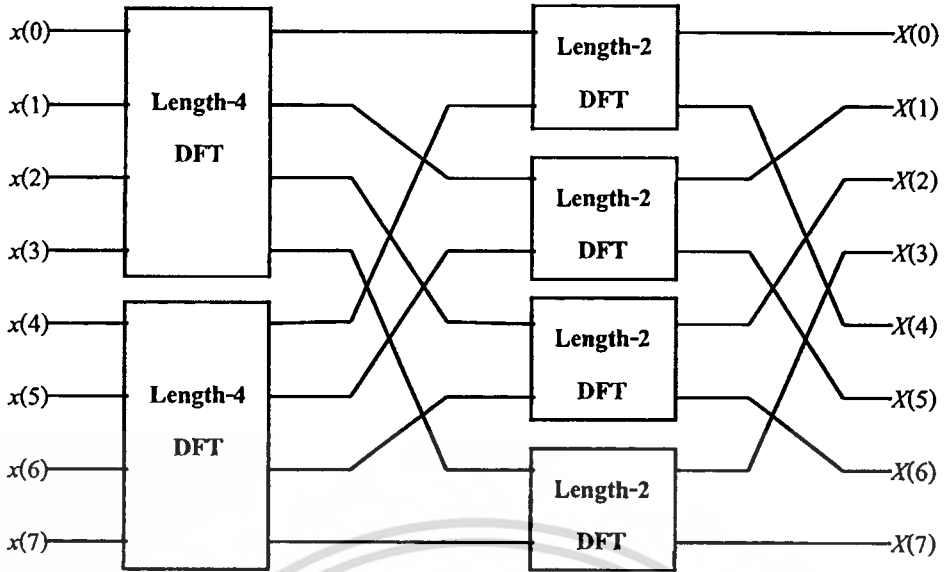 x(0)
x(1)
x(2)
x(3)
x(4)
x(5)
x(6)
x(7)
Length-4
DFT
Length-4
DFT
Length-2
DFT
Length-2
DFT
Length-2
DFT
Length-2
DFT
X(0)
X(1)
X(2)
X(3)
X(4)
X(5)
X(6)
X(7)